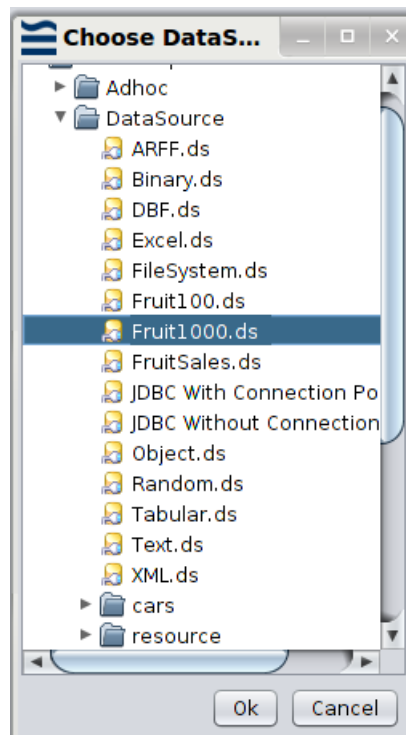 Choose DataS...
Adhoc
DataSource
ARFF.ds
Binary.ds
DBF.ds
Excel.ds
FileSystem.ds
Fruit100.ds
Fruit1000.ds
FruitSales.ds
JDBC With Connection Po
JDBC Without Connection
Object.ds
Random.ds
Tabular.ds
Text.ds
XML.ds
cars
resource
Ok Cancel